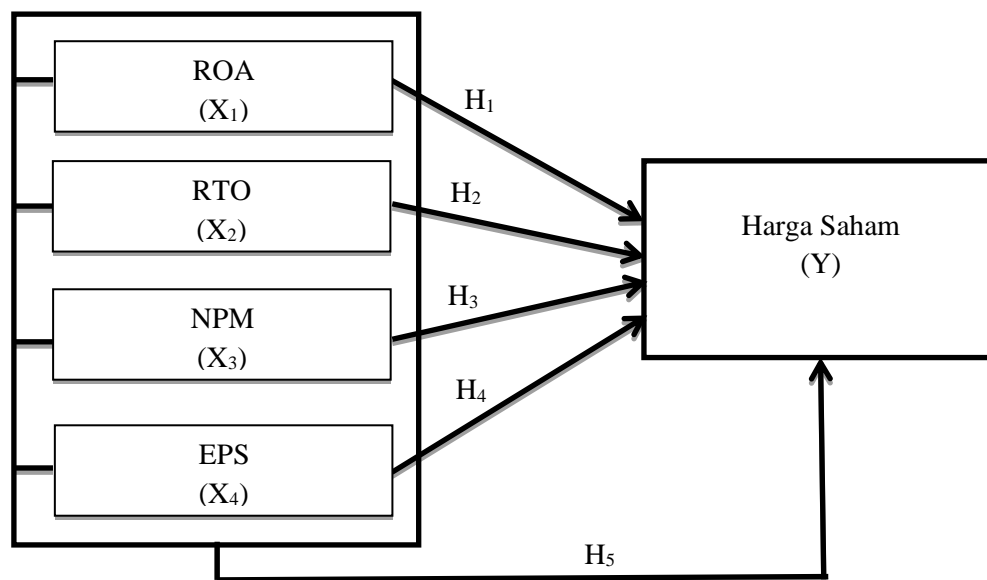 ROA
(X₁)
H₁
RTO
(X₂)
H₂
Harga Saham
(Y)
NPM
(X₃)
H₃
EPS
(X₄)
H₄
H₅